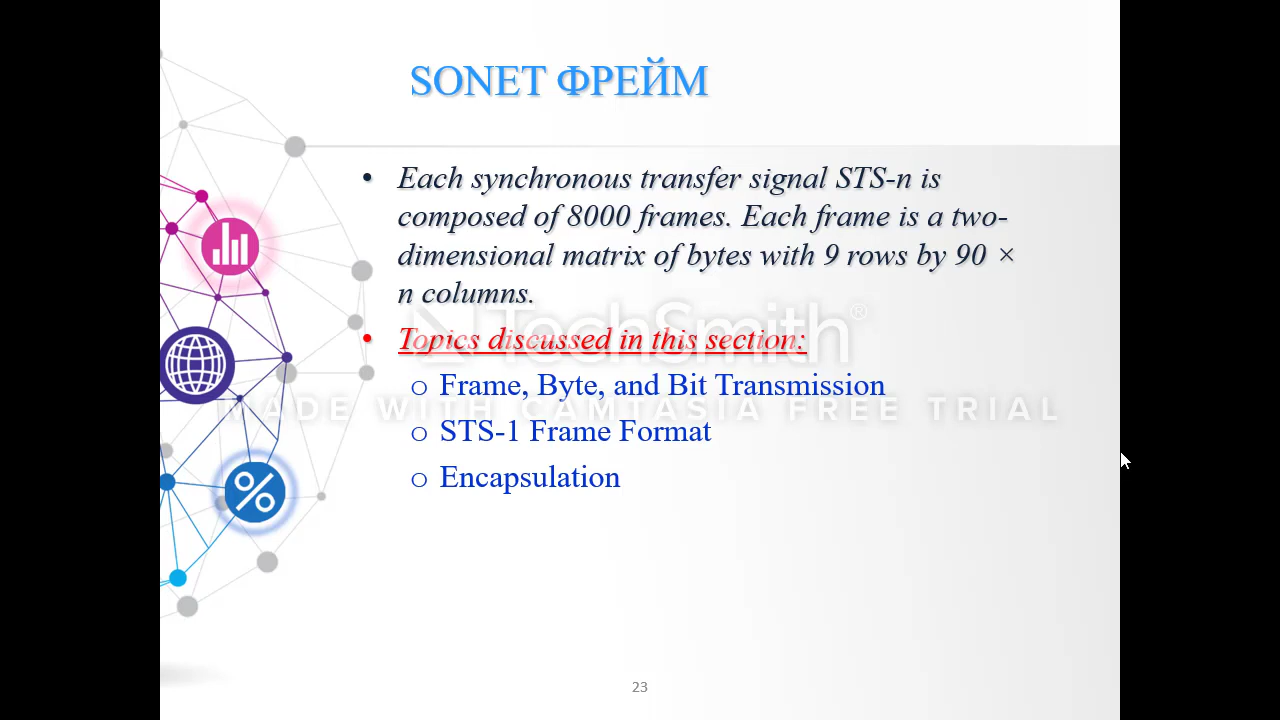 SONET ФРЕЙМ
• Each synchronous transfer signal STS-n is
composed of 8000 frames. Each frame is a two-
dimensional matrix of bytes with 9 rows by 90 ×
n columns.
TechSmith®
• Topics discussed in this section:
o Frame, Byte, and Bit Transmission
MADE WITH CAMTASIA FREE TRIAL
o STS-1 Frame Format
o Encapsulation
23